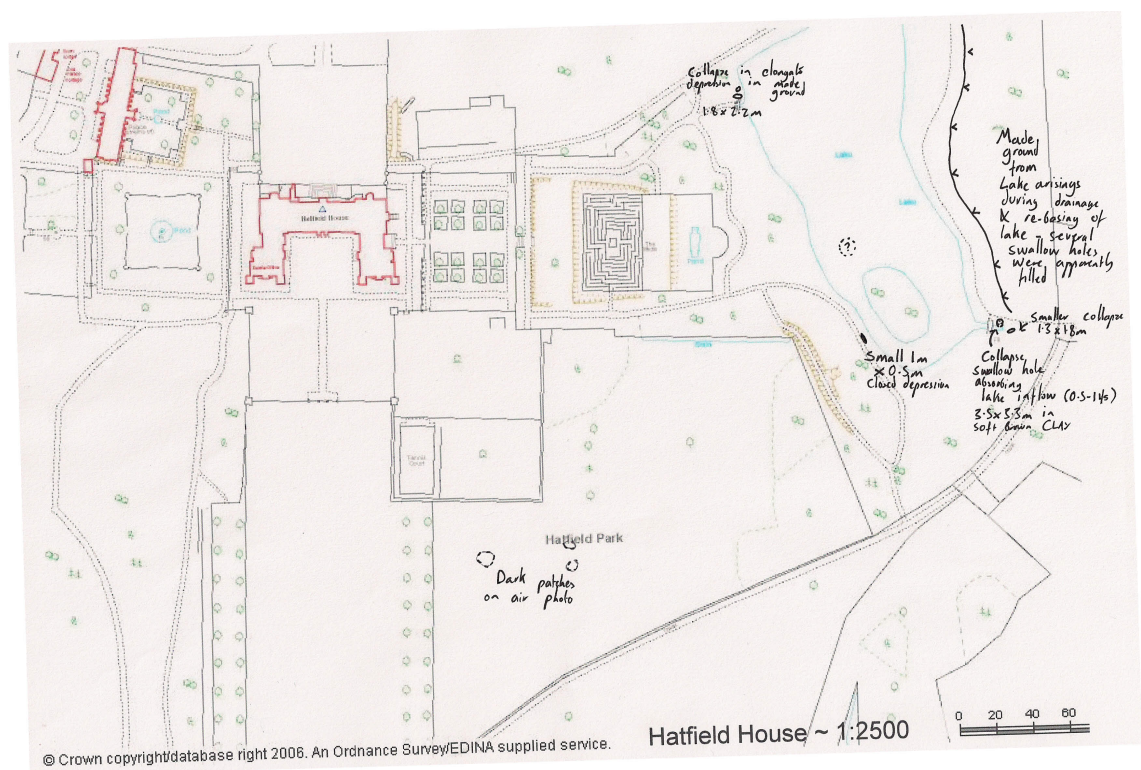 Collapse in elongate
depression in made
ground
1.8 x 2.2m
Pond
Pond
Hatfield House
The
Maze
Pond
Lake
Lake
?
Made
ground
from
Lake arisings
during drainage
& re-basing of
lake - several
swallow holes
were apparently
filled
Smaller collapse
1.3 x 1.8m
Small 1m
x 0.5m
closed depression
Collapse,
swallow hole
absorbing
lake inflow (0.5-1 l/s)
3.5 x 3.3m in
soft brown CLAY
Drain
Tennis
Court
Hatfield Park
Dark patches
on air photo
Hatfield House ~ 1:2500
0 20 40 60
© Crown copyright/database right 2006. An Ordnance Survey/EDINA supplied service.